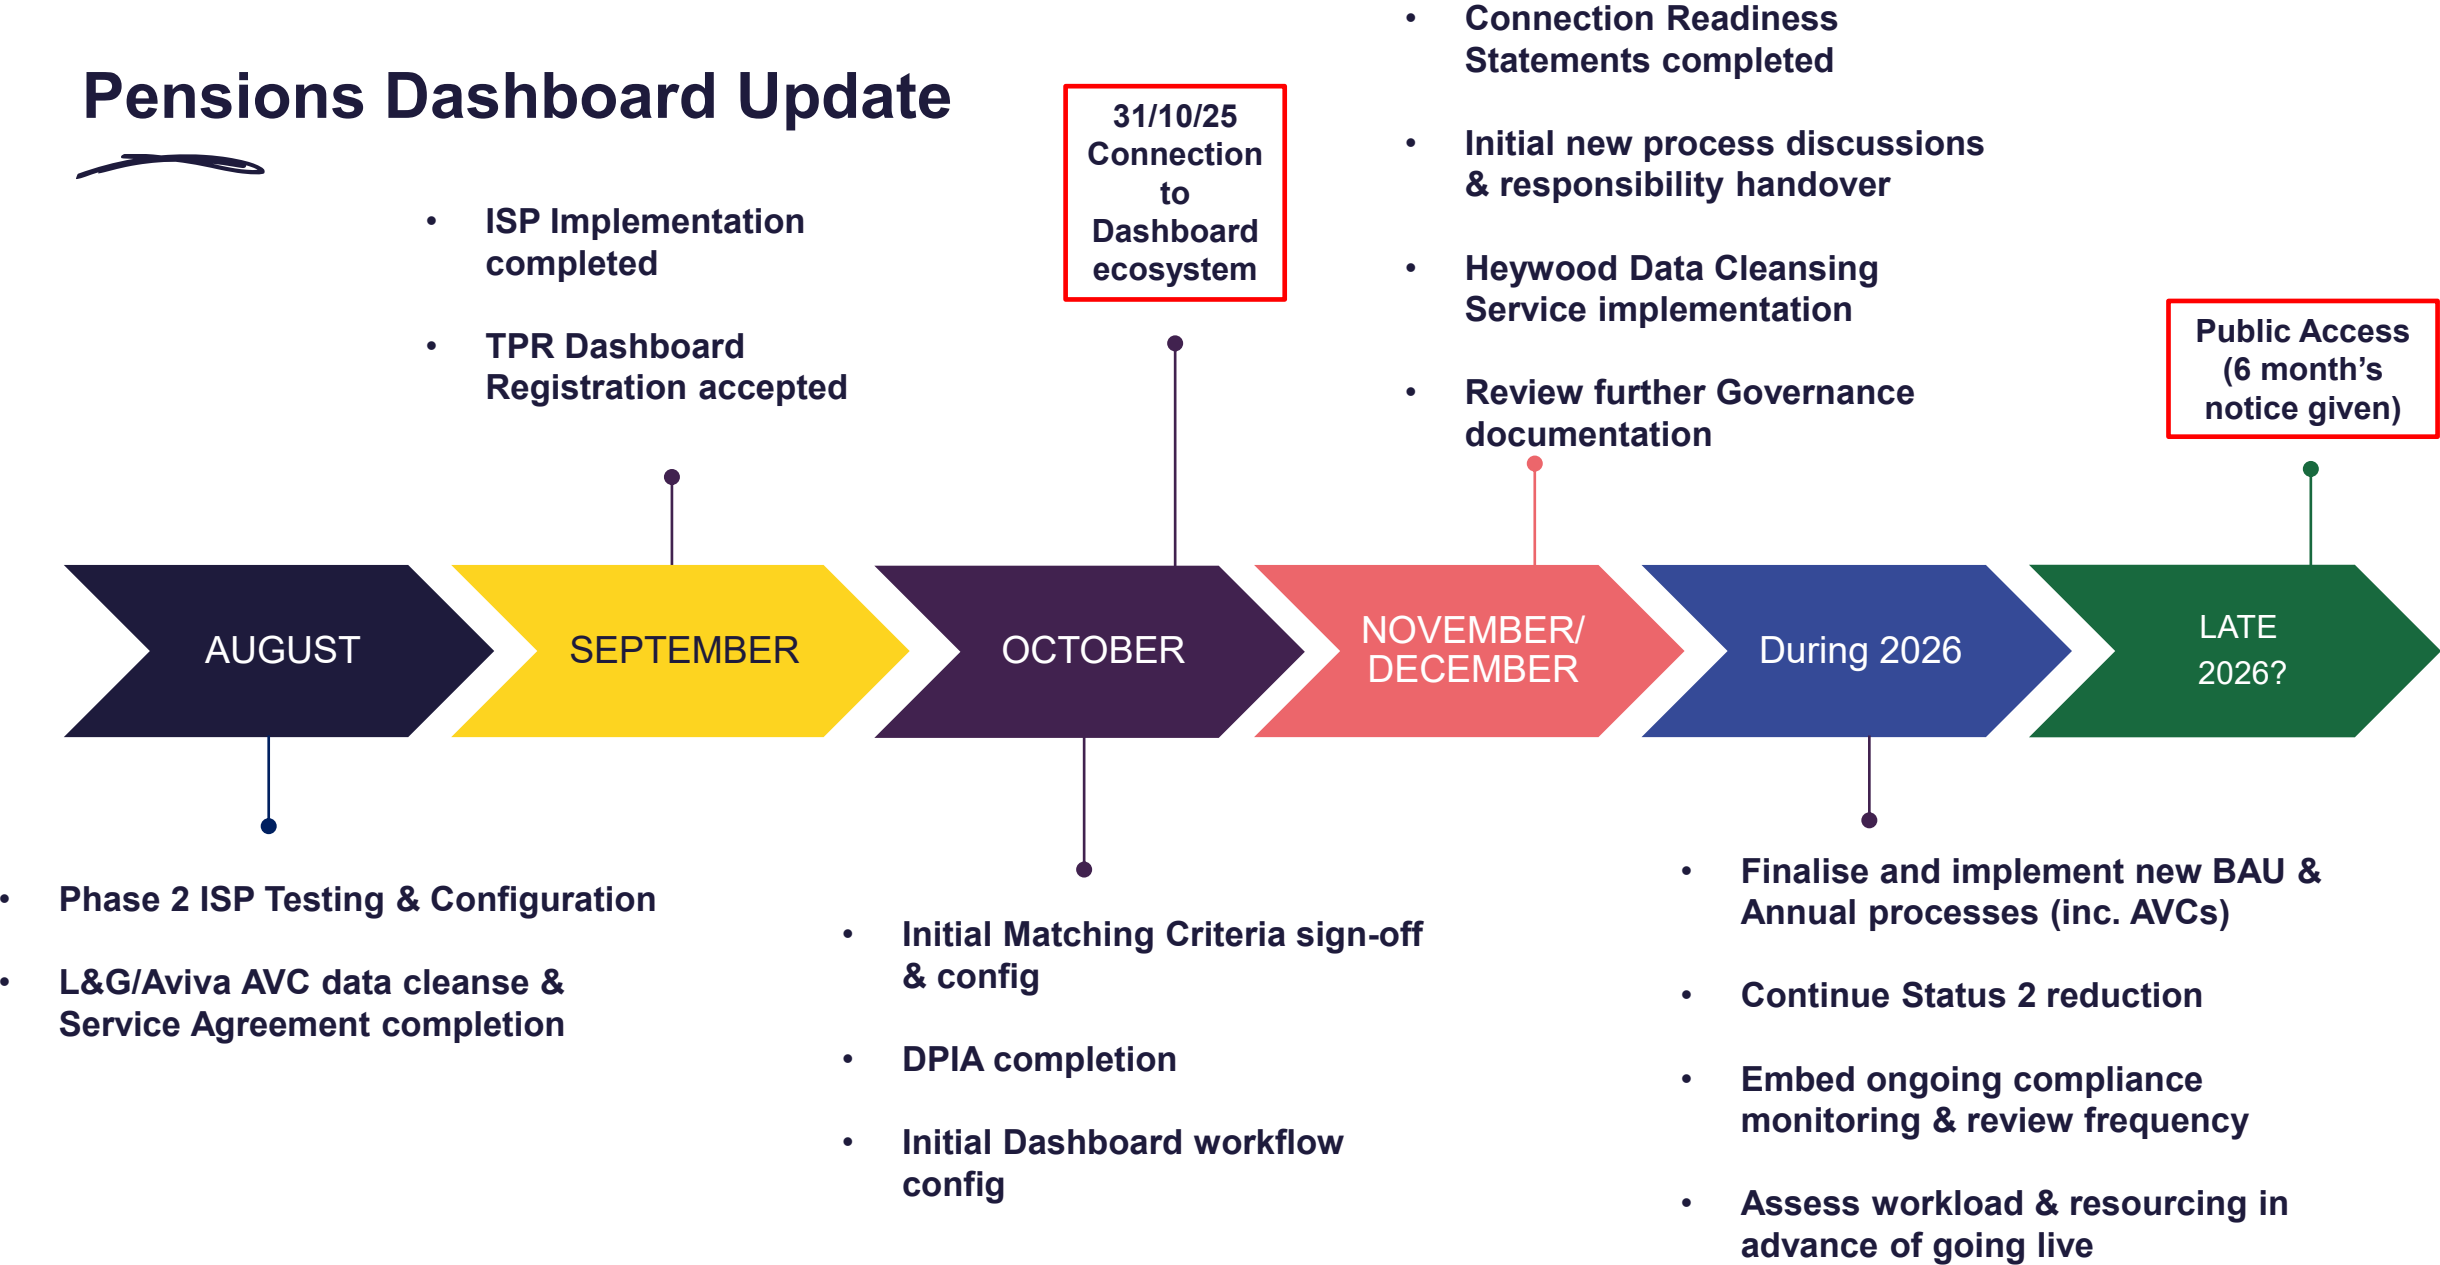 Pensions Dashboard Update
• ISP Implementation
completed
• TPR Dashboard
Registration accepted
31/10/25
Connection
to
Dashboard
ecosystem
• Connection Readiness
Statements completed
• Initial new process discussions
& responsibility handover
• Heywood Data Cleansing
Service implementation
• Review further Governance
documentation
Public Access
(6 month’s
notice given)
AUGUST
SEPTEMBER
OCTOBER
NOVEMBER/
DECEMBER
During 2026
LATE
2026?
• Phase 2 ISP Testing & Configuration
• L&G/Aviva AVC data cleanse &
Service Agreement completion
• Initial Matching Criteria sign-off
& config
• DPIA completion
• Initial Dashboard workflow
config
• Finalise and implement new BAU &
Annual processes (inc. AVCs)
• Continue Status 2 reduction
• Embed ongoing compliance
monitoring & review frequency
• Assess workload & resourcing in
advance of going live